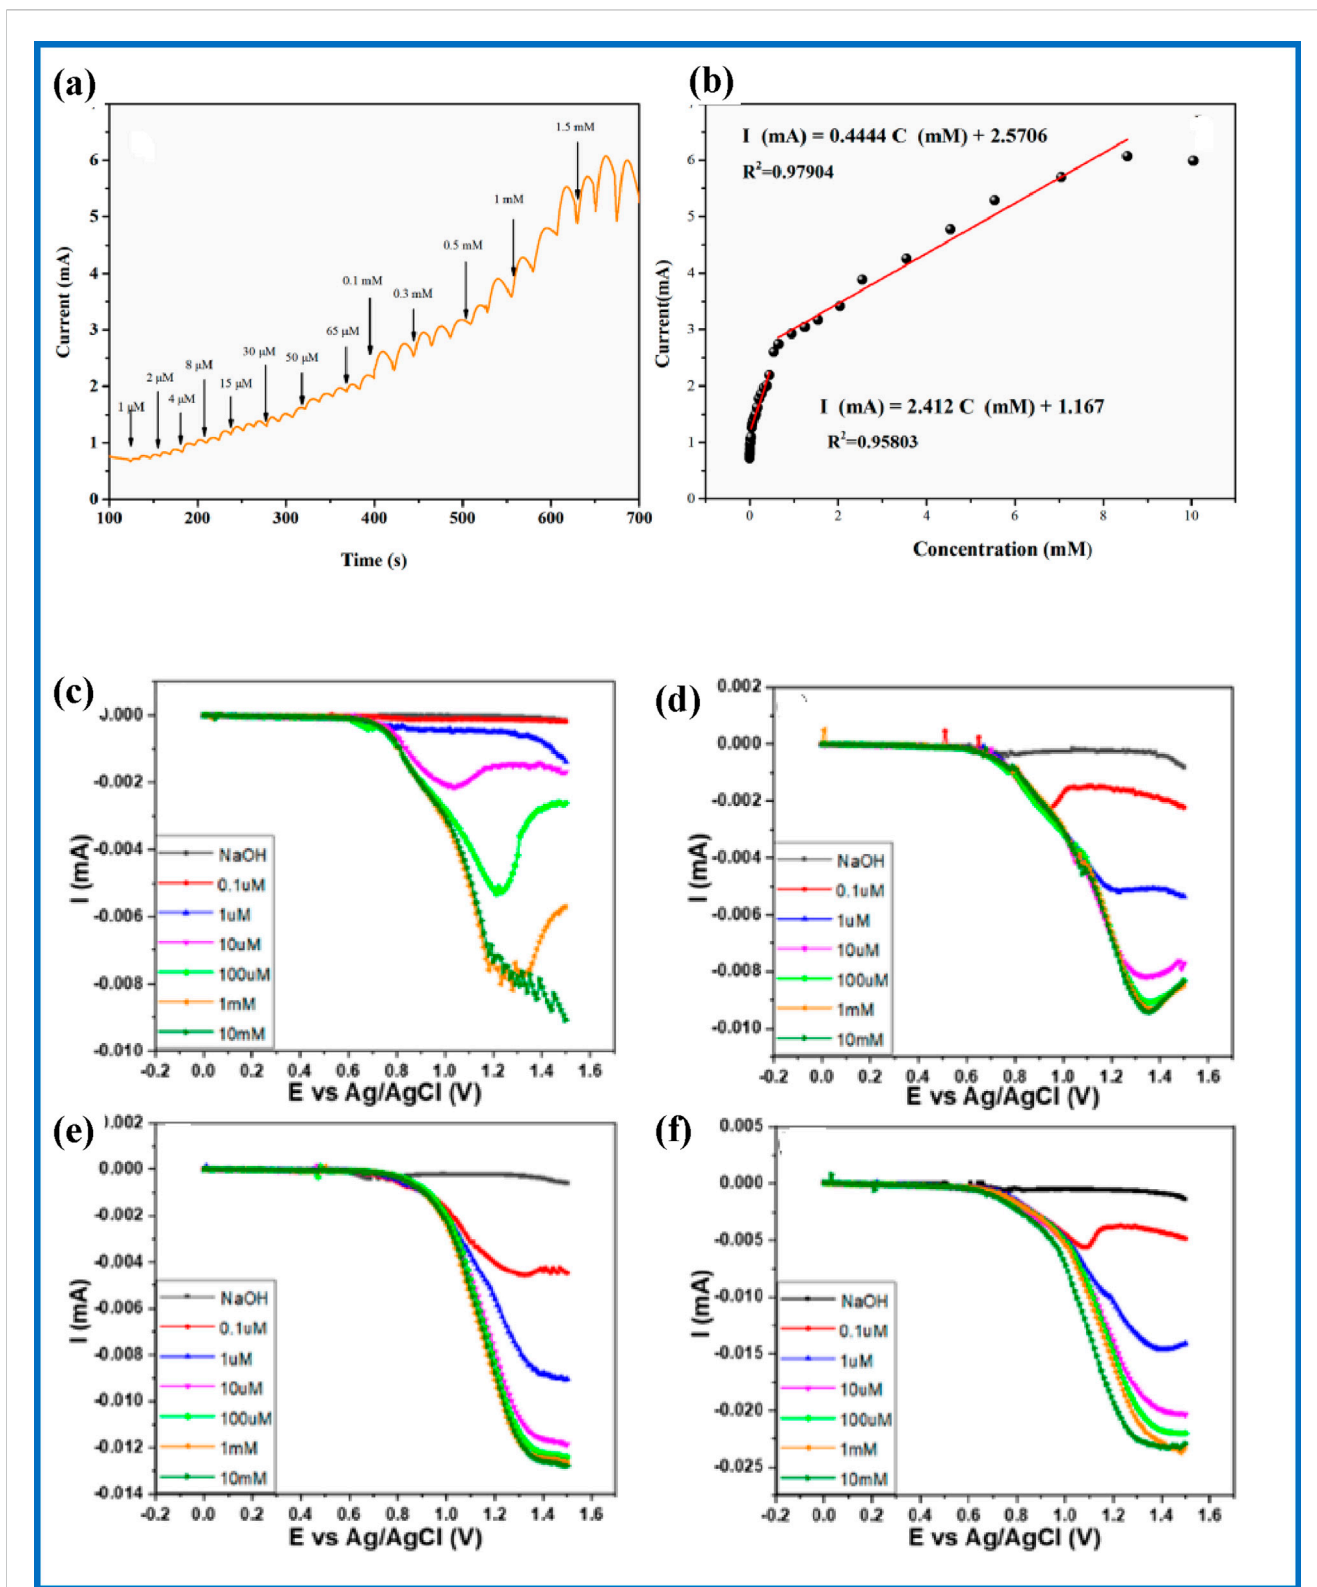 (a)
7
6
5
4
3
2
1
0
Current (mA)
1 μM
2 μM
4 μM
8 μM
15 μM
30 μM
50 μM
65 μM
0.1 mM
0.3 mM
0.5 mM
1 mM
1.5 mM
100 200 300 400 500 600 700
Time (s)
(b)
7
6
5
4
3
2
1
0
Current(mA)
I (mA) = 0.4444 C (mM) + 2.5706
R²=0.97904
I (mA) = 2.412 C (mM) + 1.167
R²=0.95803
0 2 4 6 8 10
Concentration (mM)
(c)
0.000
-0.002
-0.004
-0.006
-0.008
-0.010
I (mA)
NaOH
0.1uM
1uM
10uM
100uM
1mM
10mM
-0.2 0.0 0.2 0.4 0.6 0.8 1.0 1.2 1.4 1.6
E vs Ag/AgCl (V)
(d)
0.002
0.000
-0.002
-0.004
-0.006
-0.008
-0.010
I (mA)
NaOH
0.1uM
1uM
10uM
100uM
1mM
10mM
-0.2 0.0 0.2 0.4 0.6 0.8 1.0 1.2 1.4 1.6
E vs Ag/AgCl (V)
(e)
0.002
0.000
-0.002
-0.004
-0.006
-0.008
-0.010
-0.012
-0.014
I (mA)
NaOH
0.1uM
1uM
10uM
100uM
1mM
10mM
-0.2 0.0 0.2 0.4 0.6 0.8 1.0 1.2 1.4 1.6
E vs Ag/AgCl (V)
(f)
0.005
0.000
-0.005
-0.010
-0.015
-0.020
-0.025
I (mA)
NaOH
0.1uM
1uM
10uM
100uM
1mM
10mM
-0.2 0.0 0.2 0.4 0.6 0.8 1.0 1.2 1.4 1.6
E vs Ag/AgCl (V)